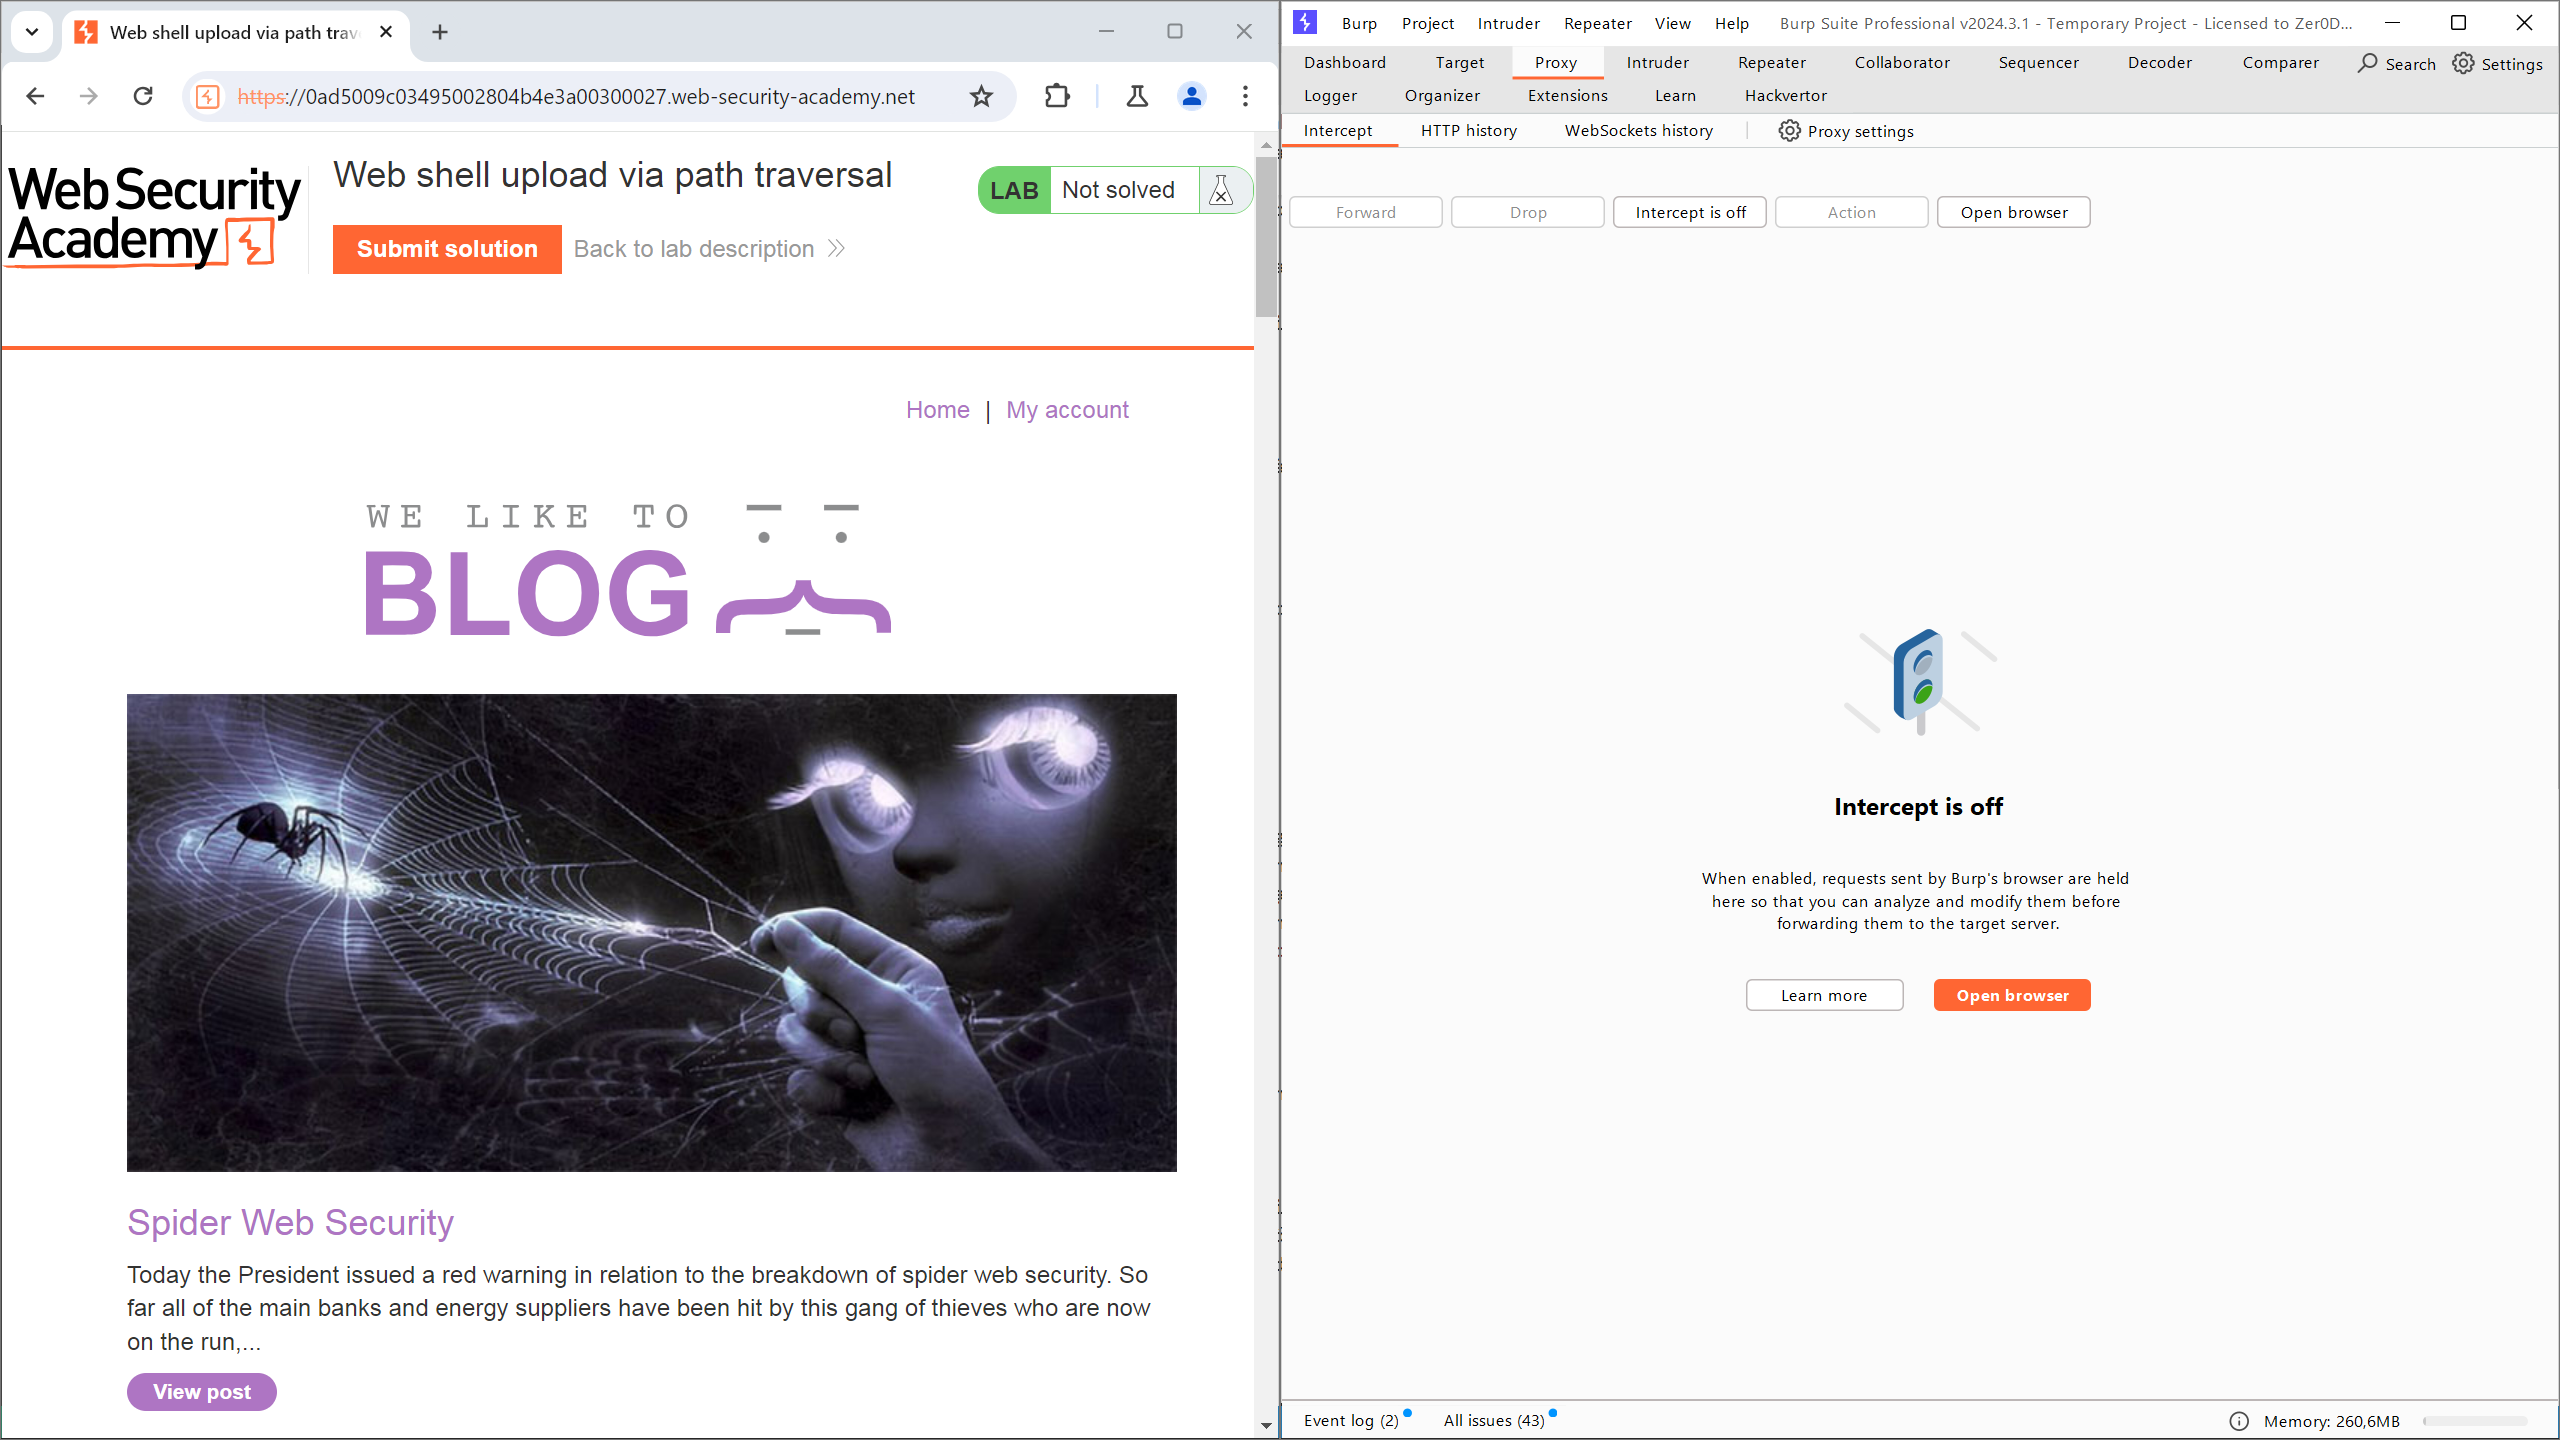 Web shell upload via path trav
https://0ad5009c03495002804b4e3a00300027.web-security-academy.net
Web Security
Academy
Web shell upload via path traversal
LAB Not solved
Submit solution
Back to lab description
Home | My account
WE LIKE TO
BLOG
Spider Web Security
Today the President issued a red warning in relation to the breakdown of spider web security. So
far all of the main banks and energy suppliers have been hit by this gang of thieves who are now
on the run,...
View post
Burp Project Intruder Repeater View Help Burp Suite Professional v2024.3.1 - Temporary Project - Licensed to Zer0D...
Dashboard Target Proxy Intruder Repeater Collaborator Sequencer Decoder Comparer Search Settings
Logger Organizer Extensions Learn Hackvertor
Intercept HTTP history WebSockets history Proxy settings
Forward Drop Intercept is off Action Open browser
Intercept is off
When enabled, requests sent by Burp's browser are held
here so that you can analyze and modify them before
forwarding them to the target server.
Learn more Open browser
Event log (2) All issues (43) Memory: 260,6MB